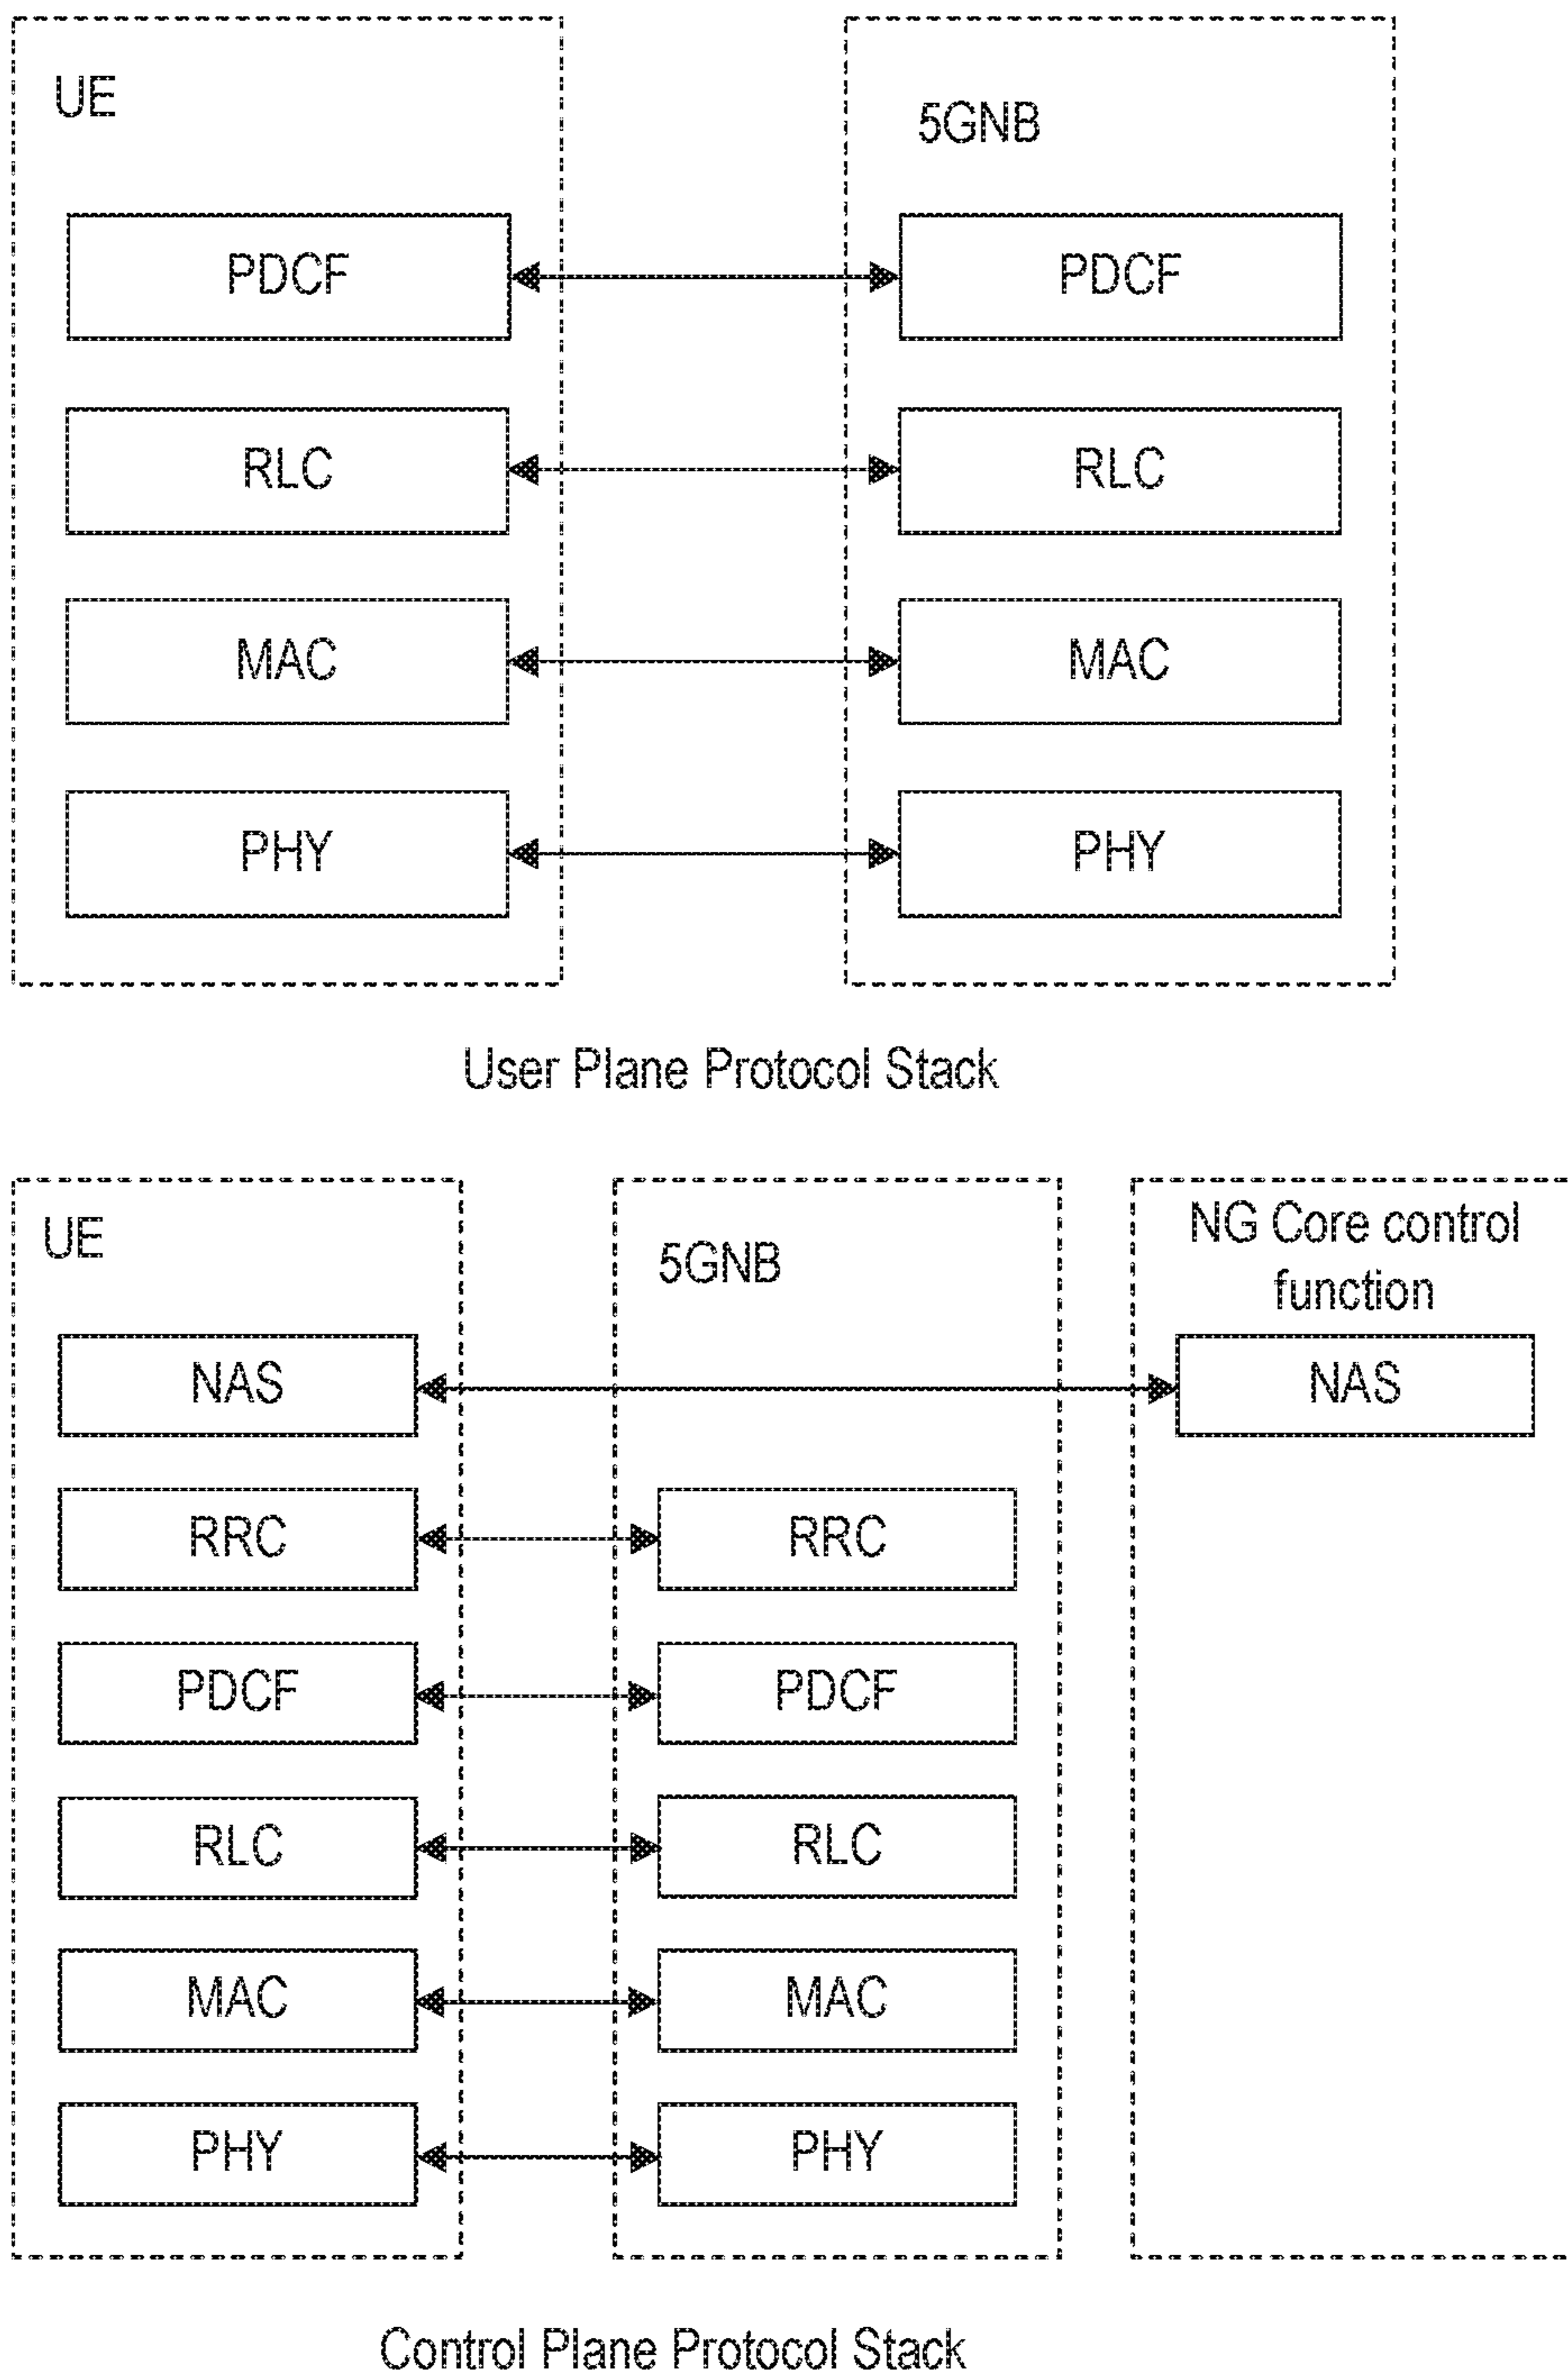 UE
5GNB
PDCF
PDCF
RLC
RLC
MAC
MAC
PHY
PHY
User Plane Protocol Stack
UE
5GNB
NG Core control
function
NAS
NAS
RRC
RRC
PDCF
PDCF
RLC
RLC
MAC
MAC
PHY
PHY
Control Plane Protocol Stack